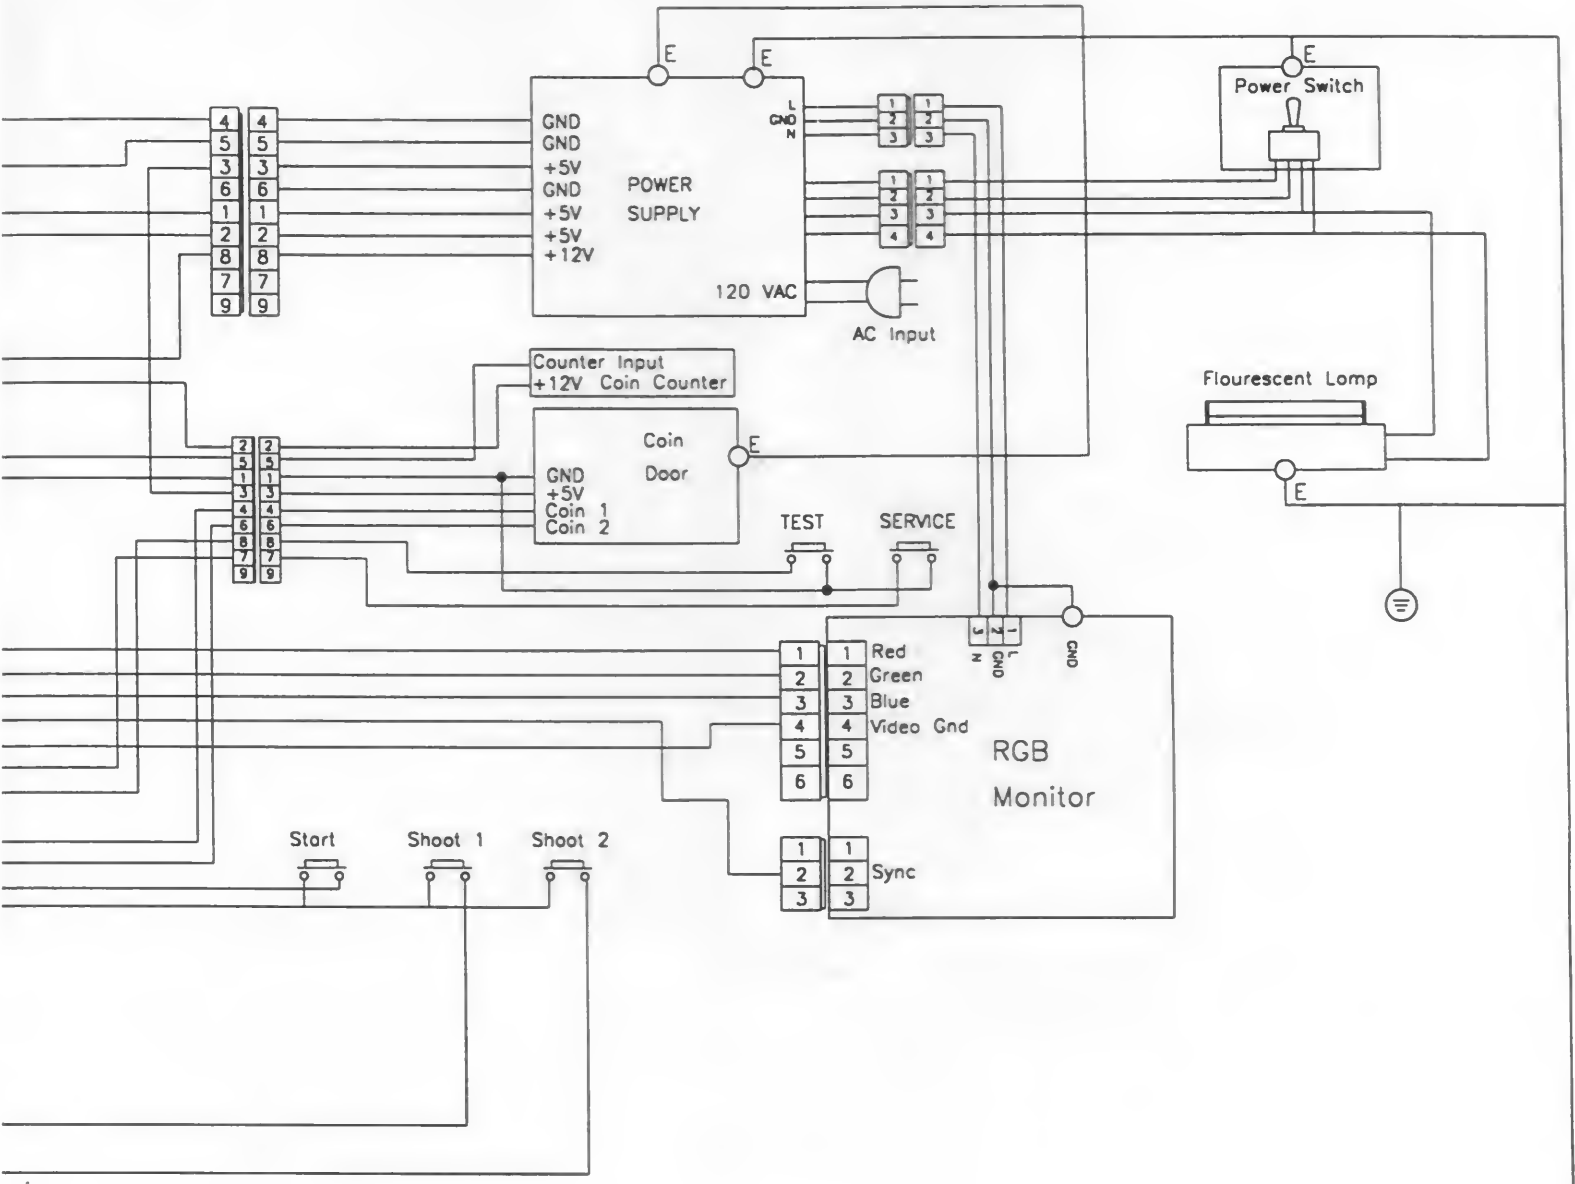 E
E
E
Power Switch
4 4 GND
5 5 GND
3 3 +5V
6 6 GND
1 1 +5V
2 2 +5V
8 8 +12V
7 7
9 9
POWER
SUPPLY
L 1 1
GND 2 2
N 3 3
1 1
2 2
3 3
4 4
120 VAC
AC Input
Counter Input
+12V Coin Counter
Flourescent Lamp
E
2 2
5 5
1 1 GND
3 3 +5V
4 4 Coin 1
6 6 Coin 2
8 8
7 7
9 9
Coin
Door
E
TEST
SERVICE
3 2 1
N GND L
GND
1 1 Red
2 2 Green
3 3 Blue
4 4 Video Gnd
5 5
6 6
RGB
Monitor
1 1
2 2 Sync
3 3
Start
Shoot 1
Shoot 2